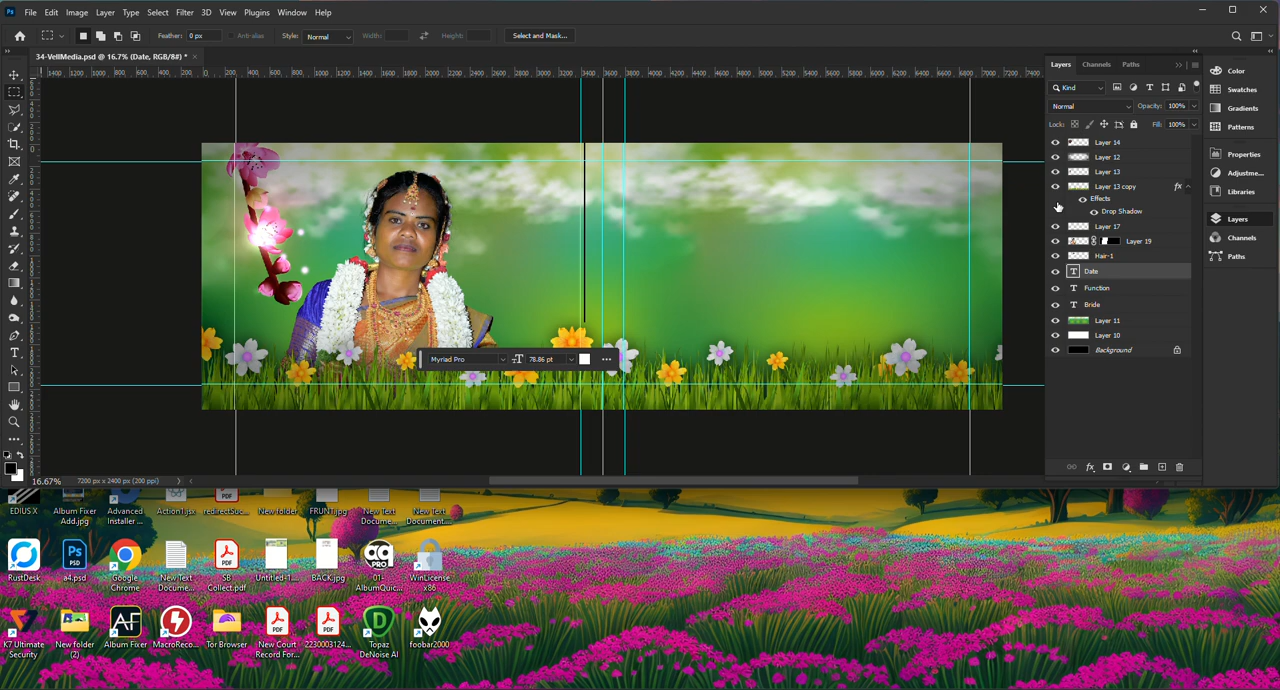 Ps File Edit Image Layer Type Select Filter 3D View Plugins Window Help
Feather: 0 px Anti-alias Style: Normal Width: Height: Select and Mask...
34-VellMedia.psd @ 16.7% (Date, RGB/8#) *
Layers Channels Paths
Kind
Normal Opacity: 100%
Lock: Fill: 100%
Layer 14
Layer 12
Layer 13
Layer 13 copy fx
Effects
Drop Shadow
Layer 17
Layer 19
Hair-1
T Date
T Function
T Bride
Layer 11
Layer 10
Background
Color
Swatches
Gradients
Patterns
Properties
Adjustme...
Libraries
Layers
Channels
Paths
Myriad Pro 78.86 pt
16.67% 7200 px x 2400 px (200 ppi)
EDIUS X
Album Fixer Add.jpg
Advanced Installer ...
Action1.jsx
redirectSuc...
New folder
FRUNT.jpg
New Text Docume...
New Text Document...
RustDesk
a4.psd
Google Chrome
New Text Docume...
SB Collect.pdf
Untitled-1....
BACK.jpg
01-AlbumQuic...
WinLicense x86
K7 Ultimate Security
New folder (2)
Album Fixer
MacroReco...
Tor Browser
New Court Record For...
2230003124...
Topaz DeNoise AI
foobar2000